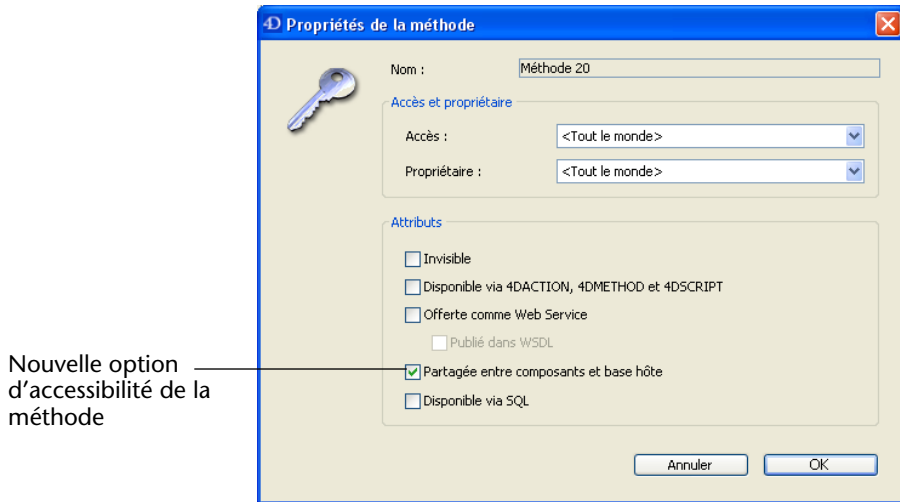 4D Propriétés de la méthode
Nom :
Méthode 20
Accès et propriétaire
Accès :
<Tout le monde>
Propriétaire :
<Tout le monde>
Attributs
Invisible
Disponible via 4DACTION, 4DMETHOD et 4DSCRIPT
Offerte comme Web Service
Publié dans WSDL
Nouvelle option
d'accessibilité de la
méthode
Partagée entre composants et base hôte
Disponible via SQL
Annuler
OK